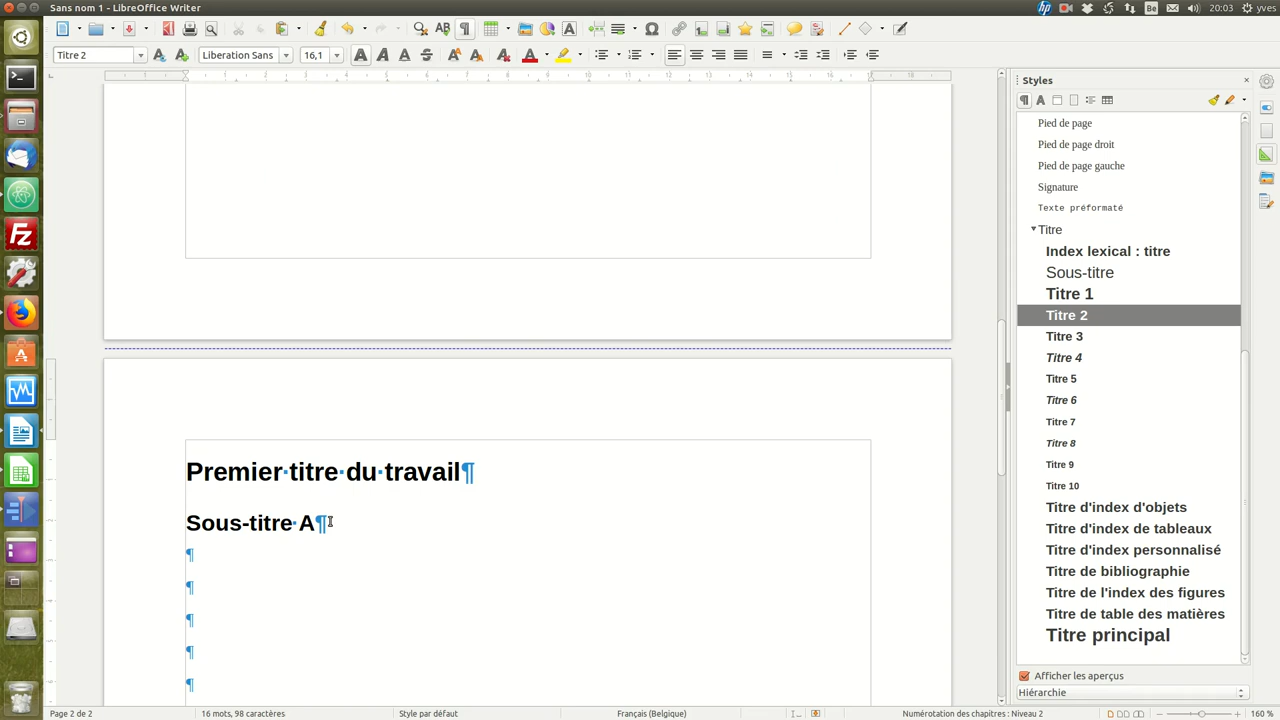 Sans nom 1 - LibreOffice Writer
Be
20:03
yves
Titre 2
Liberation Sans
16,1
Styles
Pied de page
Pied de page droit
Pied de page gauche
Signature
Texte préformaté
Titre
Index lexical : titre
Sous-titre
Titre 1
Titre 2
Titre 3
Titre 4
Titre 5
Titre 6
Titre 7
Titre 8
Titre 9
Titre 10
Titre d'index d'objets
Titre d'index de tableaux
Titre d'index personnalisé
Titre de bibliographie
Titre de l'index des figures
Titre de table des matières
Titre principal
Afficher les aperçus
Hiérarchie
Premier·titre·du·travail¶
Sous-titre·A¶
¶
¶
¶
¶
¶
Page 2 de 2
16 mots, 98 caractères
Style par défaut
Français (Belgique)
Numérotation des chapitres : Niveau 2
160 %